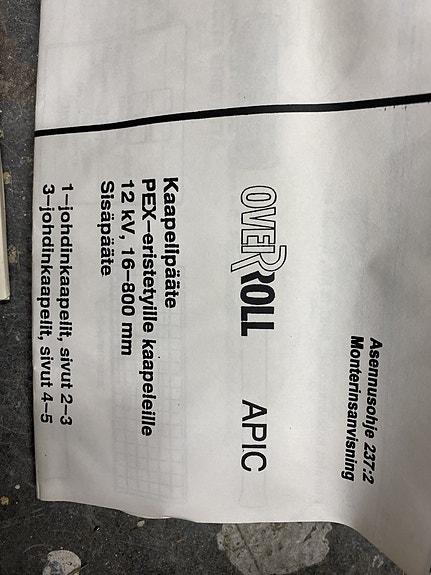 Asennusohje 237:2
Monterinsanvisning
OVERROLL APIC
Kaapelipääte
PEX-eristetyille kaapeleille
12 kV, 16-800 mm
Sisäpääte
1-johdinkaapelit, sivut 2-3
3-johdinkaapelit, sivut 4-5